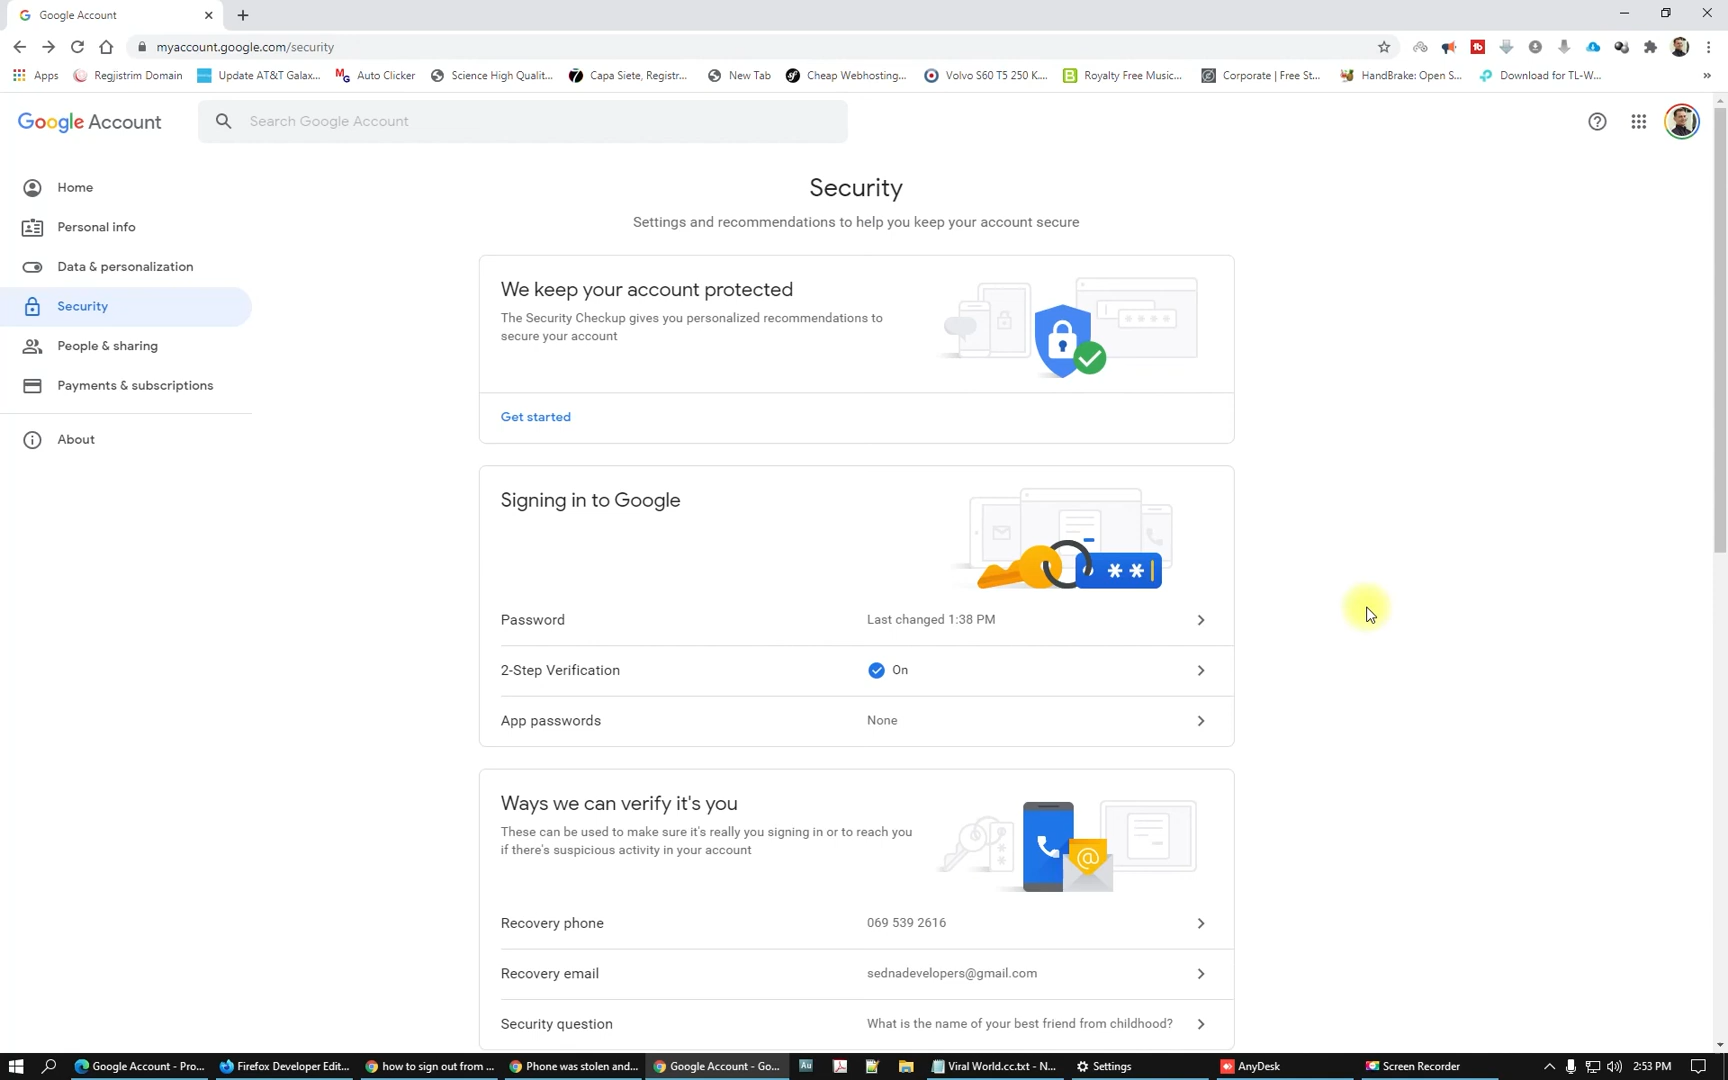 Google Account
myaccount.google.com/security
Apps
Regjistrim Domain
Update AT&T Galax...
Auto Clicker
Science High Qualit...
Capa Siete, Registr...
New Tab
Cheap Webhosting...
Volvo S60 T5 250 K....
Royalty Free Music...
Corporate | Free St...
HandBrake: Open S...
Download for TL-W...
»
Google Account
Search Google Account
Home
Personal info
Data & personalization
Security
People & sharing
Payments & subscriptions
About
Security
Settings and recommendations to help you keep your account secure
We keep your account protected
The Security Checkup gives you personalized recommendations to
secure your account
Get started
Signing in to Google
Password
Last changed 1:38 PM
2-Step Verification
On
App passwords
None
Ways we can verify it's you
These can be used to make sure it's really you signing in or to reach you
if there's suspicious activity in your account
Recovery phone
069 539 2616
Recovery email
sednadevelopers@gmail.com
Security question
What is the name of your best friend from childhood?
Google Account - Pro...
Firefox Developer Edit...
how to sign out from ...
Phone was stolen and...
Google Account - Go...
Viral World.cc.txt - N...
Settings
AnyDesk
Screen Recorder
2:53 PM